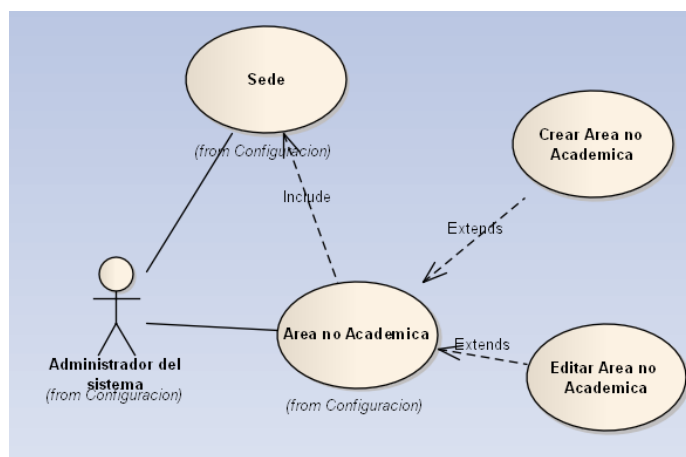 Sede
(from Configuracion)
Crear Area no
Academica
Include
Extends
Area no Academica
(from Configuracion)
Extends
Editar Area no
Academica
Administrador del
sistema
(from Configuracion)